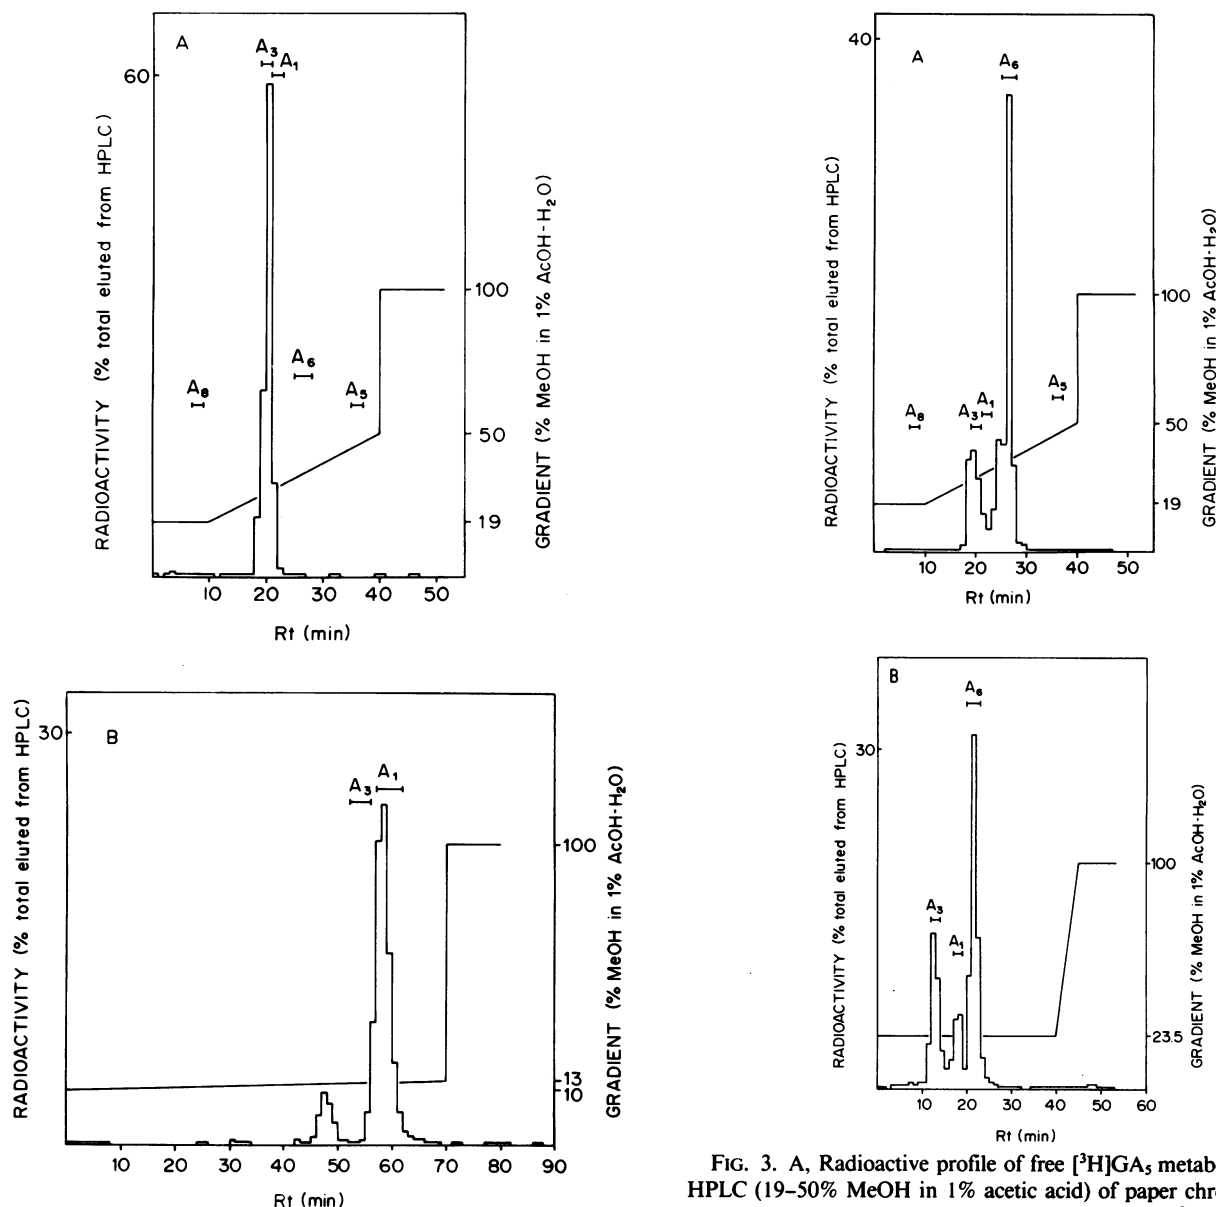 A
A₃
A₁
60
A₆
A₈
A₅
100
50
19
RADIOACTIVITY (% total eluted from HPLC)
GRADIENT (% MeOH in 1% AcOH-H₂O)
10 20 30 40 50
Rt (min)
40
A
A₆
A₅
A₁
A₈
A₃
100
50
19
RADIOACTIVITY (% total eluted from HPLC)
GRADIENT (% MeOH in 1% AcOH-H₂O)
10 20 30 40 50
Rt (min)
30
B
A₁
A₃
100
13
10
RADIOACTIVITY (% total eluted from HPLC)
GRADIENT (% MeOH in 1% AcOH·H₂O)
10 20 30 40 50 60 70 80 90
Rt (min)
B
A₆
30
A₃
A₁
100
23.5
RADIOACTIVITY (% total eluted from HPLC)
GRADIENT (% MeOH in 1% AcOH·H₂O)
10 20 30 40 50 60
Rt (min)
FIG. 3. A, Radioactive profile of free [³H]GA₅ metab
HPLC (19–50% MeOH in 1% acetic acid) of paper chr